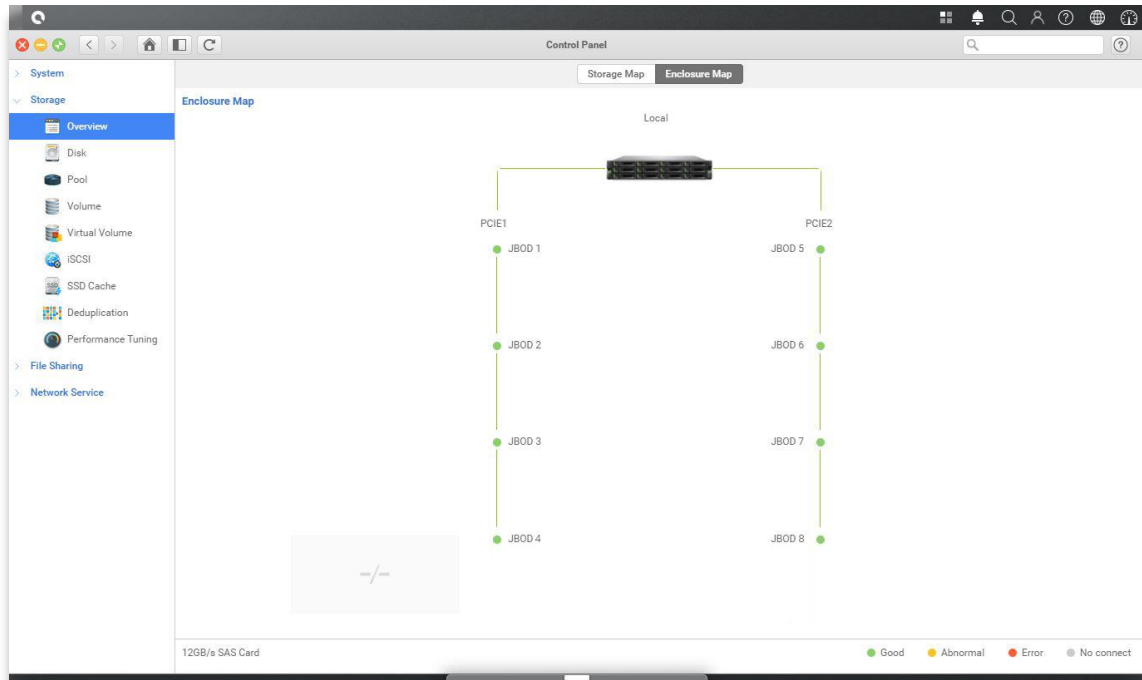 Control Panel
System
Storage
Overview
Disk
Pool
Volume
Virtual Volume
iSCSI
SSD Cache
Deduplication
Performance Tuning
File Sharing
Network Service
Storage Map Enclosure Map
Enclosure Map
Local
PCIE1 PCIE2
JBOD 1 JBOD 5
JBOD 2 JBOD 6
JBOD 3 JBOD 7
JBOD 4 JBOD 8
–/–
12GB/s SAS Card Good Abnormal Error No connect